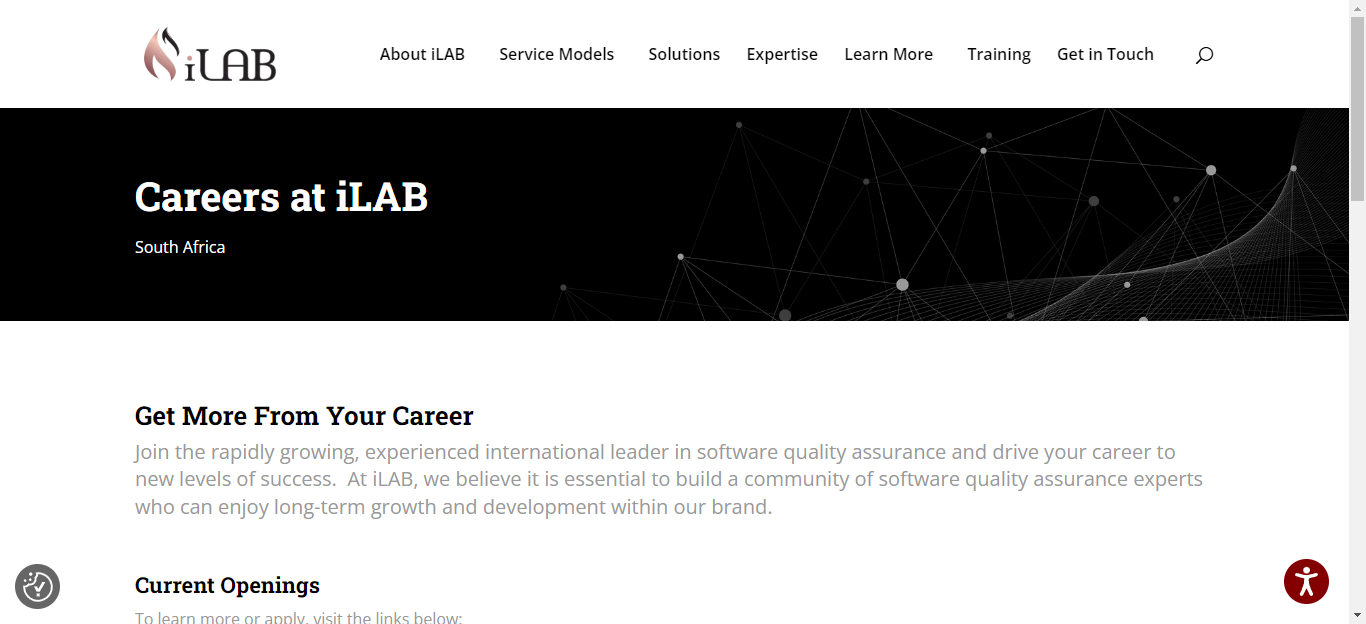 iLAB
About iLAB Service Models Solutions Expertise Learn More Training Get in Touch
Careers at iLAB
South Africa
Get More From Your Career
Join the rapidly growing, experienced international leader in software quality assurance and drive your career to
new levels of success.  At iLAB, we believe it is essential to build a community of software quality assurance experts
who can enjoy long-term growth and development within our brand.
Current Openings
To learn more or apply, visit the links below: